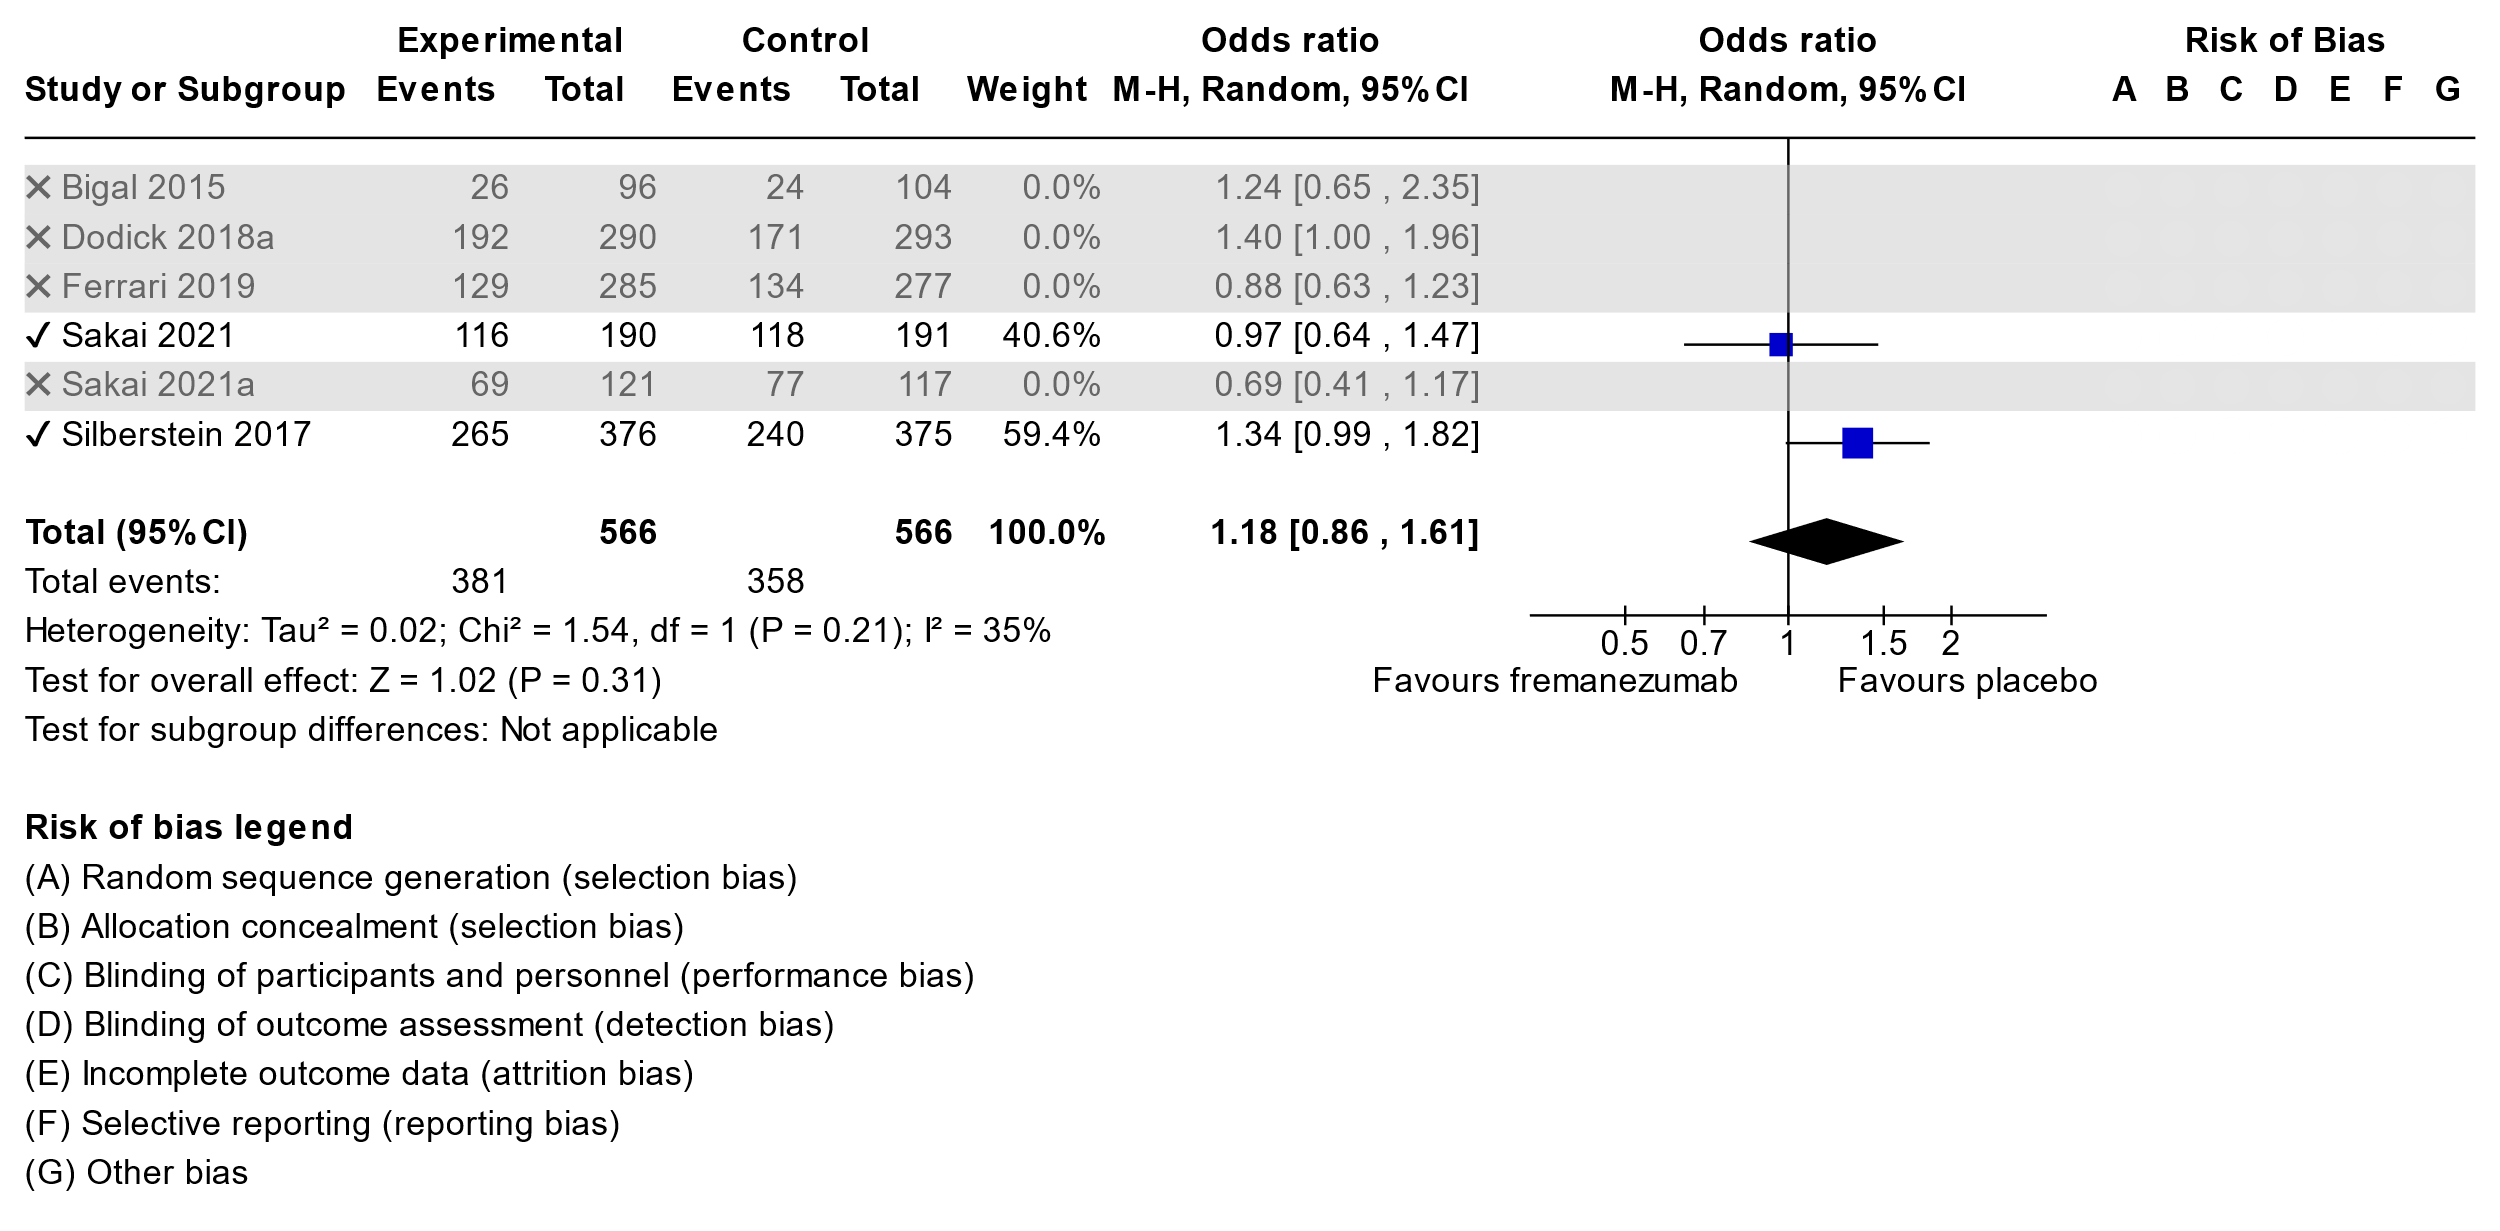 Experimental Control Odds ratio Odds ratio Risk of Bias
Study or Subgroup Events Total Events Total Weight M-H, Random, 95% CI M-H, Random, 95% CI A B C D E F G
✕ Bigal 2015 26 96 24 104 0.0% 1.24 [0.65 , 2.35]
✕ Dodick 2018a 192 290 171 293 0.0% 1.40 [1.00 , 1.96]
✕ Ferrari 2019 129 285 134 277 0.0% 0.88 [0.63 , 1.23]
✓ Sakai 2021 116 190 118 191 40.6% 0.97 [0.64 , 1.47]
✕ Sakai 2021a 69 121 77 117 0.0% 0.69 [0.41 , 1.17]
✓ Silberstein 2017 265 376 240 375 59.4% 1.34 [0.99 , 1.82]
Total (95% CI) 566 566 100.0% 1.18 [0.86 , 1.61]
Total events: 381 358
Heterogeneity: Tau² = 0.02; Chi² = 1.54, df = 1 (P = 0.21); I² = 35%
0.5 0.7 1 1.5 2
Test for overall effect: Z = 1.02 (P = 0.31)
Favours fremanezumab Favours placebo
Test for subgroup differences: Not applicable
Risk of bias legend
(A) Random sequence generation (selection bias)
(B) Allocation concealment (selection bias)
(C) Blinding of participants and personnel (performance bias)
(D) Blinding of outcome assessment (detection bias)
(E) Incomplete outcome data (attrition bias)
(F) Selective reporting (reporting bias)
(G) Other bias